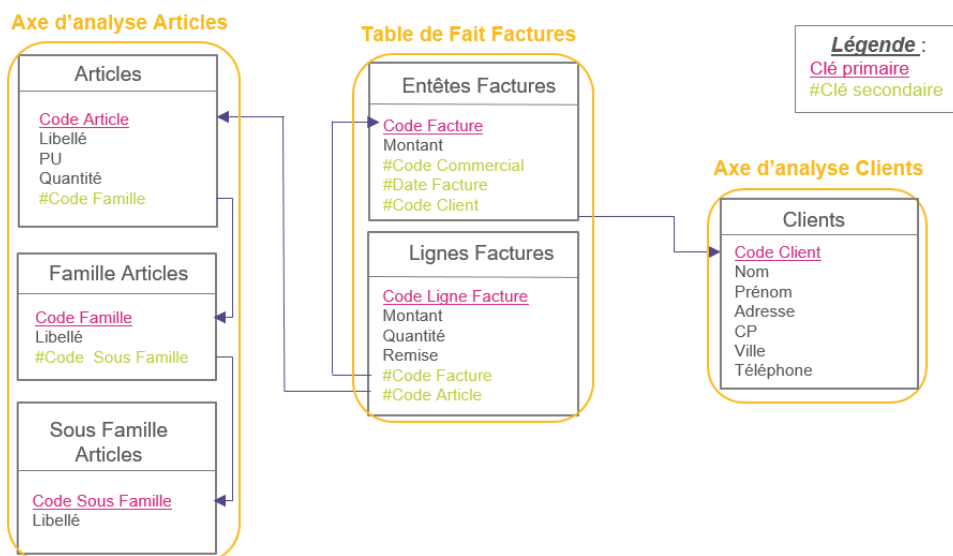 Axe d'analyse Articles
Articles
Code Article
Libellé
PU
Quantité
#Code Famille
Famille Articles
Code Famille
Libellé
#Code Sous Famille
Sous Famille
Articles
Code Sous Famille
Libellé
Table de Fait Factures
Entêtes Factures
Code Facture
Montant
#Code Commercial
#Date Facture
#Code Client
Lignes Factures
Code Ligne Facture
Montant
Quantité
Remise
#Code Facture
#Code Article
Légende :
Clé primaire
#Clé secondaire
Axe d'analyse Clients
Clients
Code Client
Nom
Prénom
Adresse
CP
Ville
Téléphone